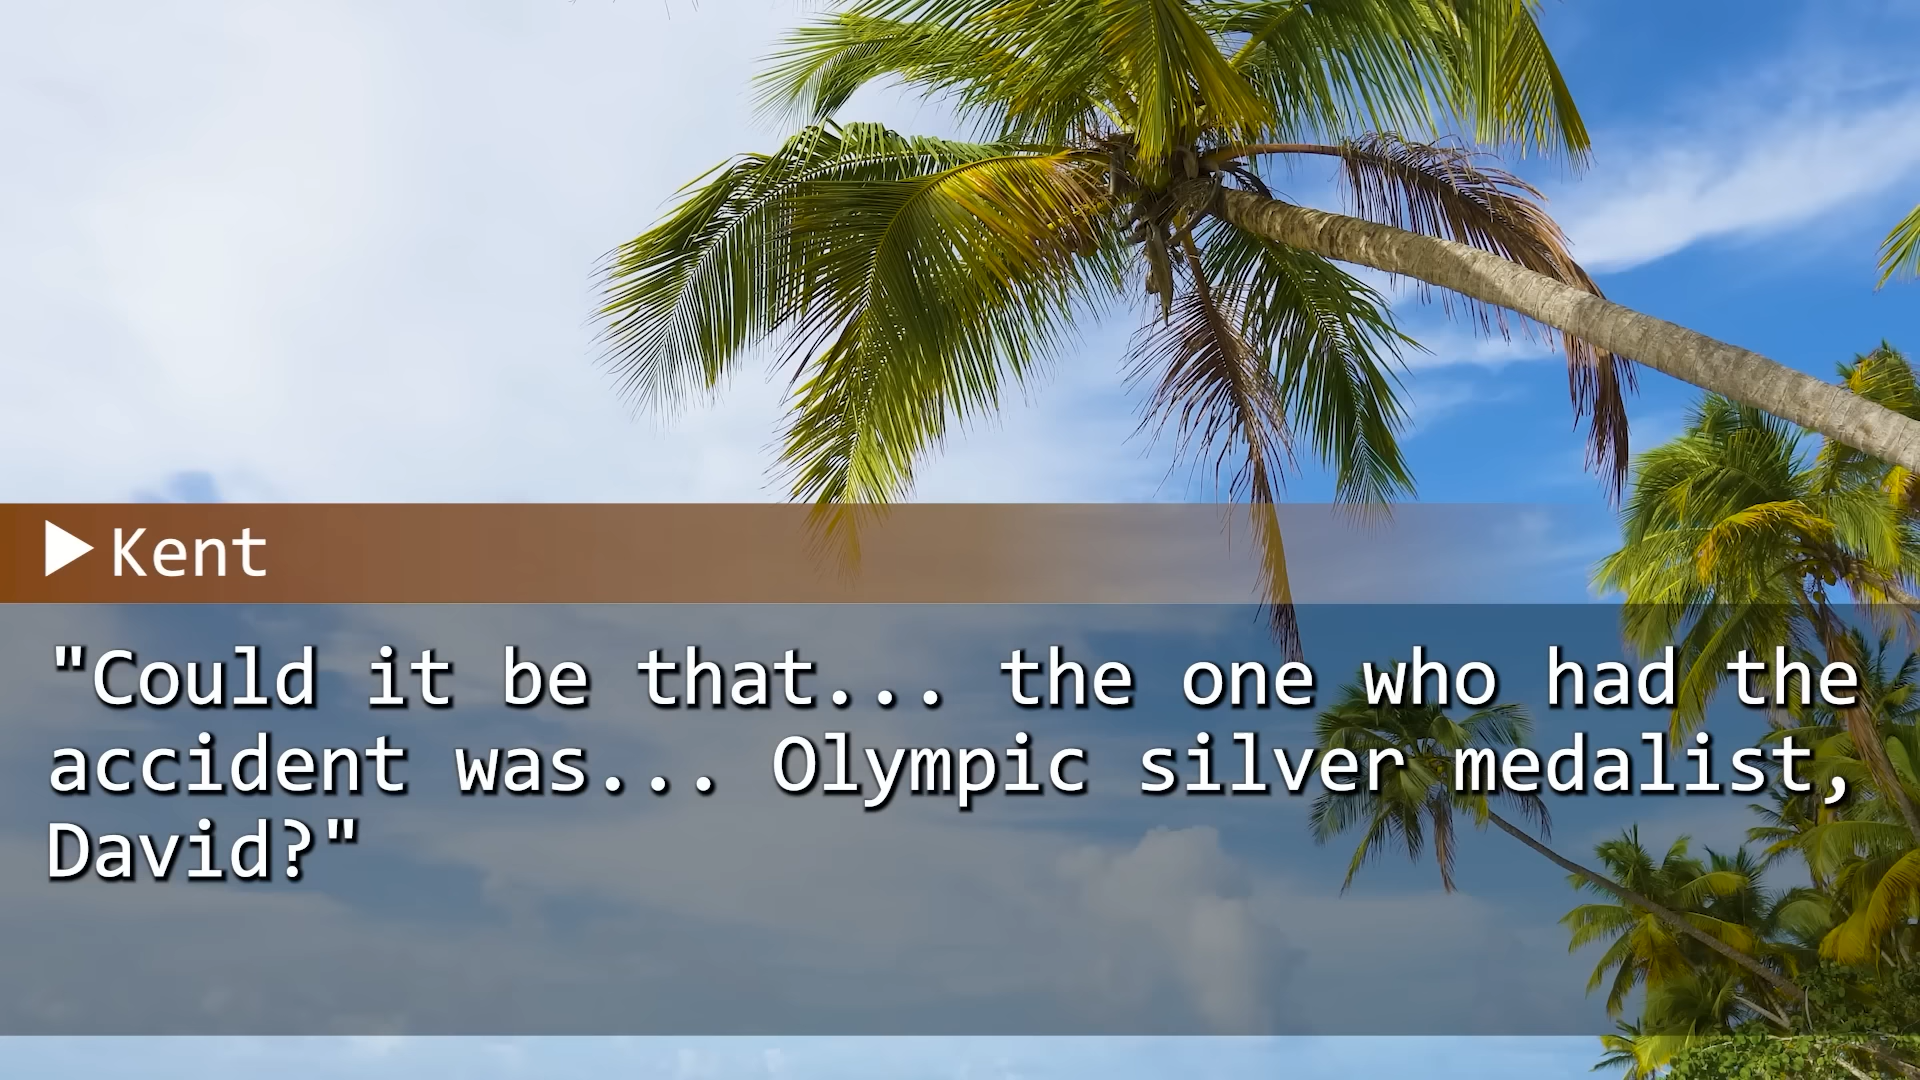 ▶Kent
"Could it be that... the one who had the
accident was... Olympic silver medalist,
David?"